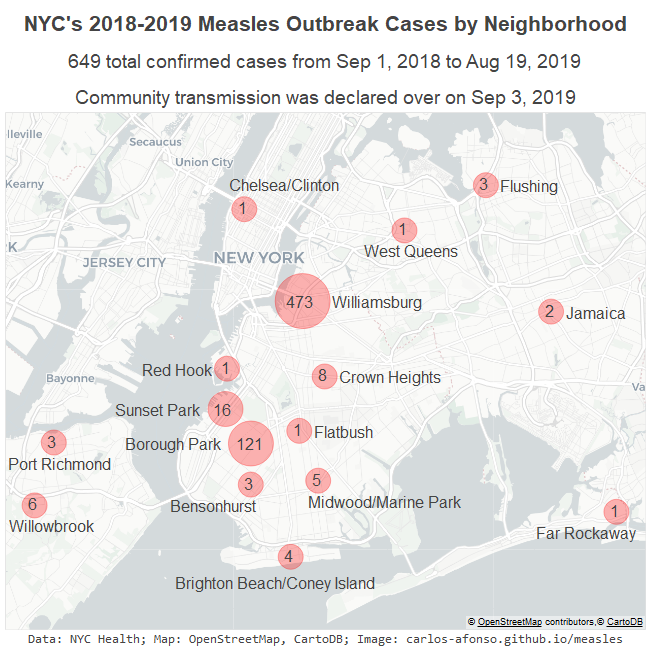 NYC's 2018-2019 Measles Outbreak Cases by Neighborhood
649 total confirmed cases from Sep 1, 2018 to Aug 19, 2019
Community transmission was declared over on Sep 3, 2019
lleville
Secaucus
Union City
Kearny
Chelsea/Clinton
1
3 Flushing
1
West Queens
NEW YORK
K
JERSEY CITY
473 Williamsburg
2 Jamaica
Red Hook 1
8 Crown Heights
Bayonne
Va
Sunset Park 16
1 Flatbush
Borough Park 121
3
Port Richmond
3
Bensonhurst
5
Midwood/Marine Park
6
Willowbrook
1
Far Rockaway
4
Brighton Beach/Coney Island
© OpenStreetMap contributors,© CartoDB
Data: NYC Health; Map: OpenStreetMap, CartoDB; Image: carlos-afonso.github.io/measles